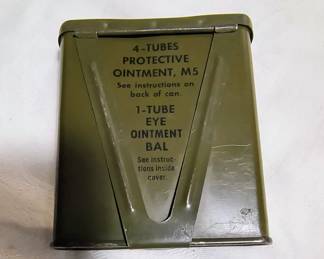 4-TUBES
PROTECTIVE
OINTMENT, M5
See instructions on
back of can.
1-TUBE
EYE
OINTMENT
BAL
See instruc-
tions inside
cover.